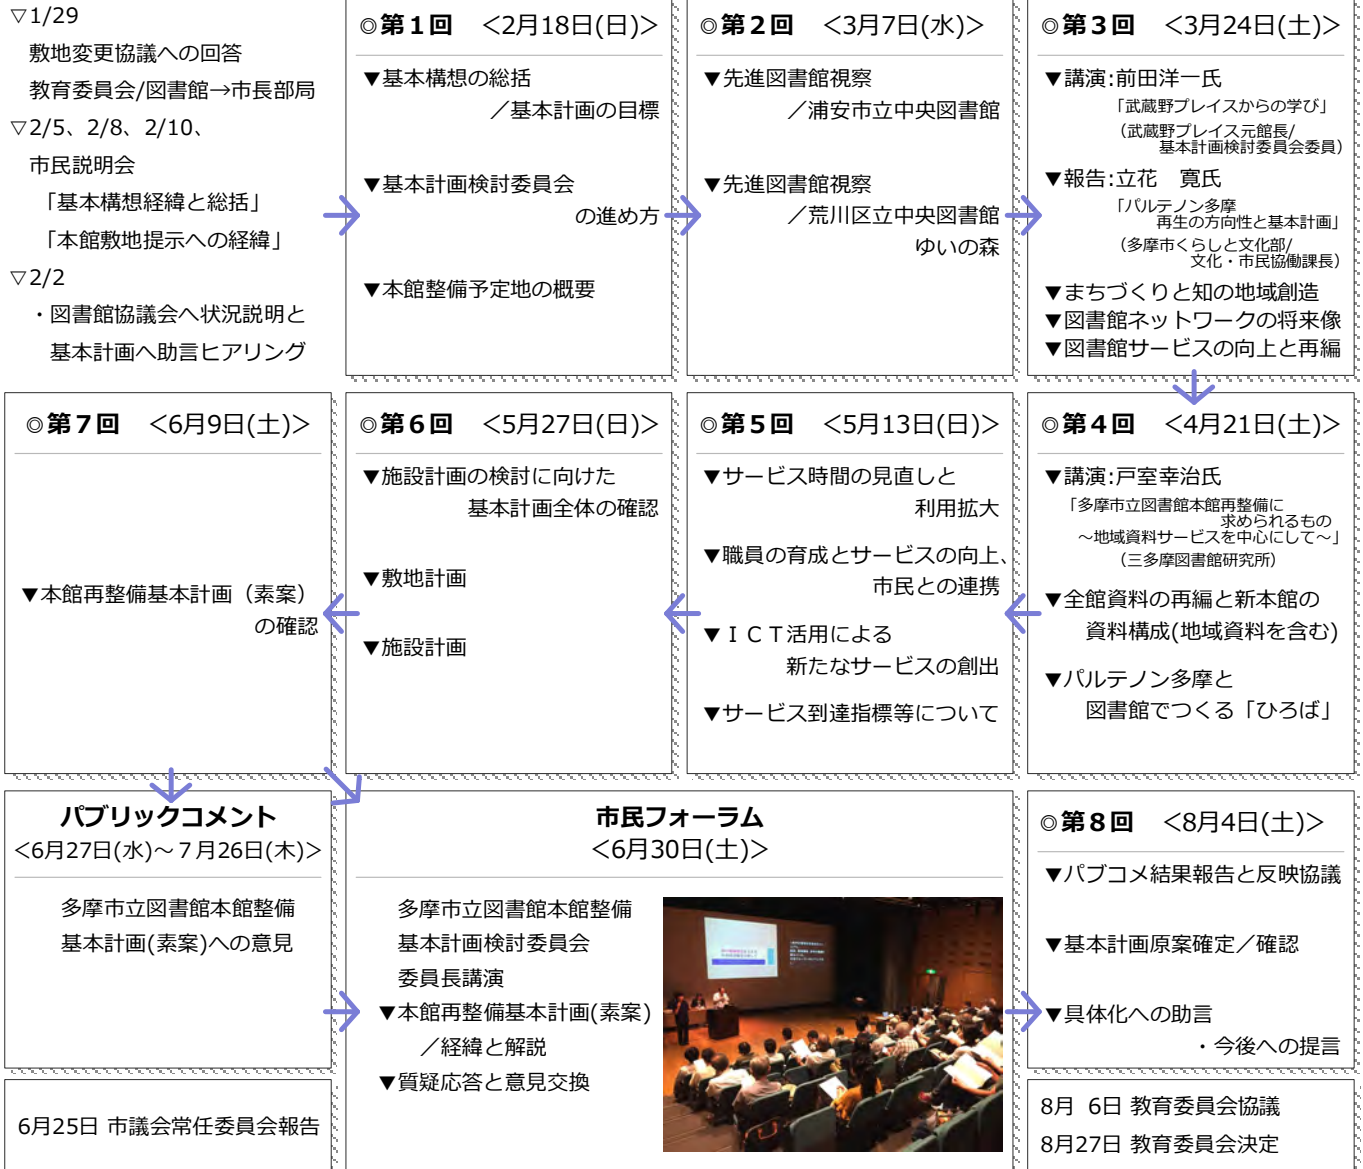 ▽1/29
敷地変更協議への回答
教育委員会/図書館→市長部局
▽2/5、2/8、2/10、
市民説明会
「基本構想経緯と総括」
「本館敷地提示への経緯」
▽2/2
・図書館協議会へ状況説明と
基本計画へ助言ヒアリング
◎第１回 <2月18日(日)>
▼基本構想の総括
／基本計画の目標
▼基本計画検討委員会
の進め方
▼本館整備予定地の概要
◎第２回 <3月7日(水)>
▼先進図書館視察
／浦安市立中央図書館
▼先進図書館視察
／荒川区立中央図書館
ゆいの森
◎第３回 <3月24日(土)>
▼講演:前田洋一氏
「武蔵野プレイスからの学び」
（武蔵野プレイス元館長/
基本計画検討委員会委員）
▼報告:立花　寛氏
「パルテノン多摩
再生の方向性と基本計画」
（多摩市くらしと文化部/
文化・市民協働課長）
▼まちづくりと知の地域創造
▼図書館ネットワークの将来像
▼図書館サービスの向上と再編
◎第４回 <4月21日(土)>
▼講演:戸室幸治氏
「多摩市立図書館本館再整備に
求められるもの
～地域資料サービスを中心にして～」
（三多摩図書館研究所）
▼全館資料の再編と新本館の
資料構成(地域資料を含む)
▼パルテノン多摩と
図書館でつくる「ひろば」
◎第５回 <5月13日(日)>
▼サービス時間の見直しと
利用拡大
▼職員の育成とサービスの向上、
市民との連携
▼ＩＣＴ活用による
新たなサービスの創出
▼サービス到達指標等について
◎第６回 <5月27日(日)>
▼施設計画の検討に向けた
基本計画全体の確認
▼敷地計画
▼施設計画
◎第７回 <6月9日(土)>
▼本館再整備基本計画（素案）
の確認
パブリックコメント
<6月27日(水)～７月26日(木)>
多摩市立図書館本館整備
基本計画(素案)への意見
6月25日 市議会常任委員会報告
市民フォーラム
<6月30日(土)>
多摩市立図書館本館整備
基本計画検討委員会
委員長講演
▼本館再整備基本計画(素案)
／経緯と解説
▼質疑応答と意見交換
◎第８回 <8月4日(土)>
▼パブコメ結果報告と反映協議
▼基本計画原案確定／確認
▼具体化への助言
・今後への提言
8月 6日 教育委員会協議
8月27日 教育委員会決定